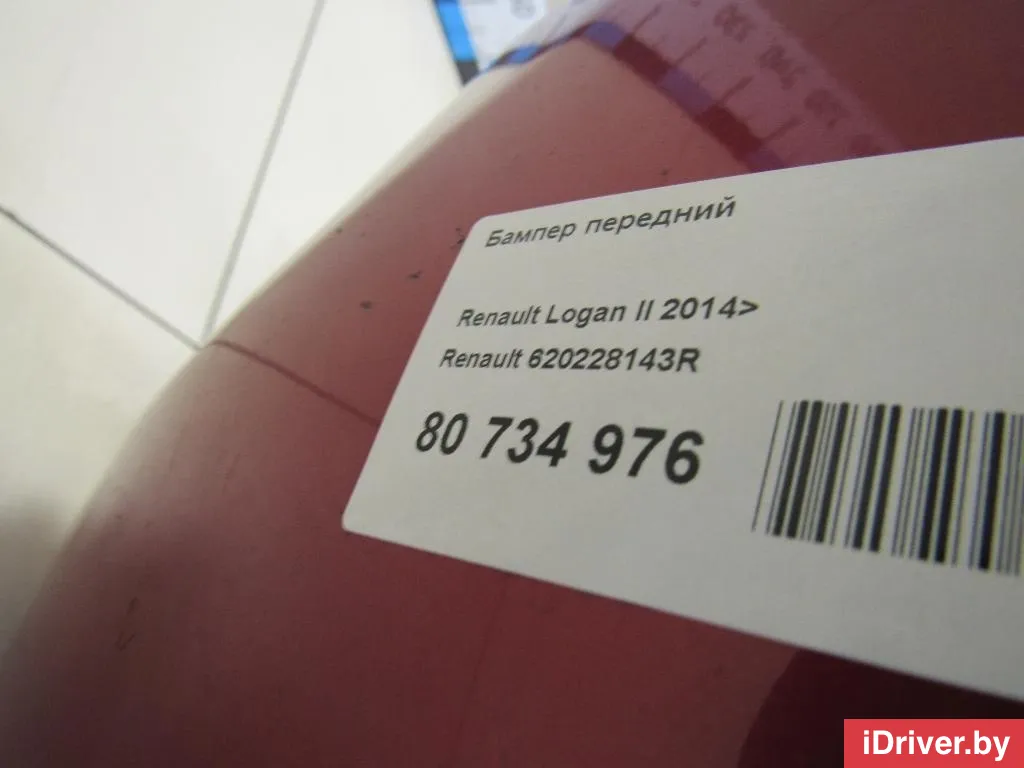 Бампер передний
Renault Logan II 2014>
Renault 620228143R
80 734 976
iDriver.by